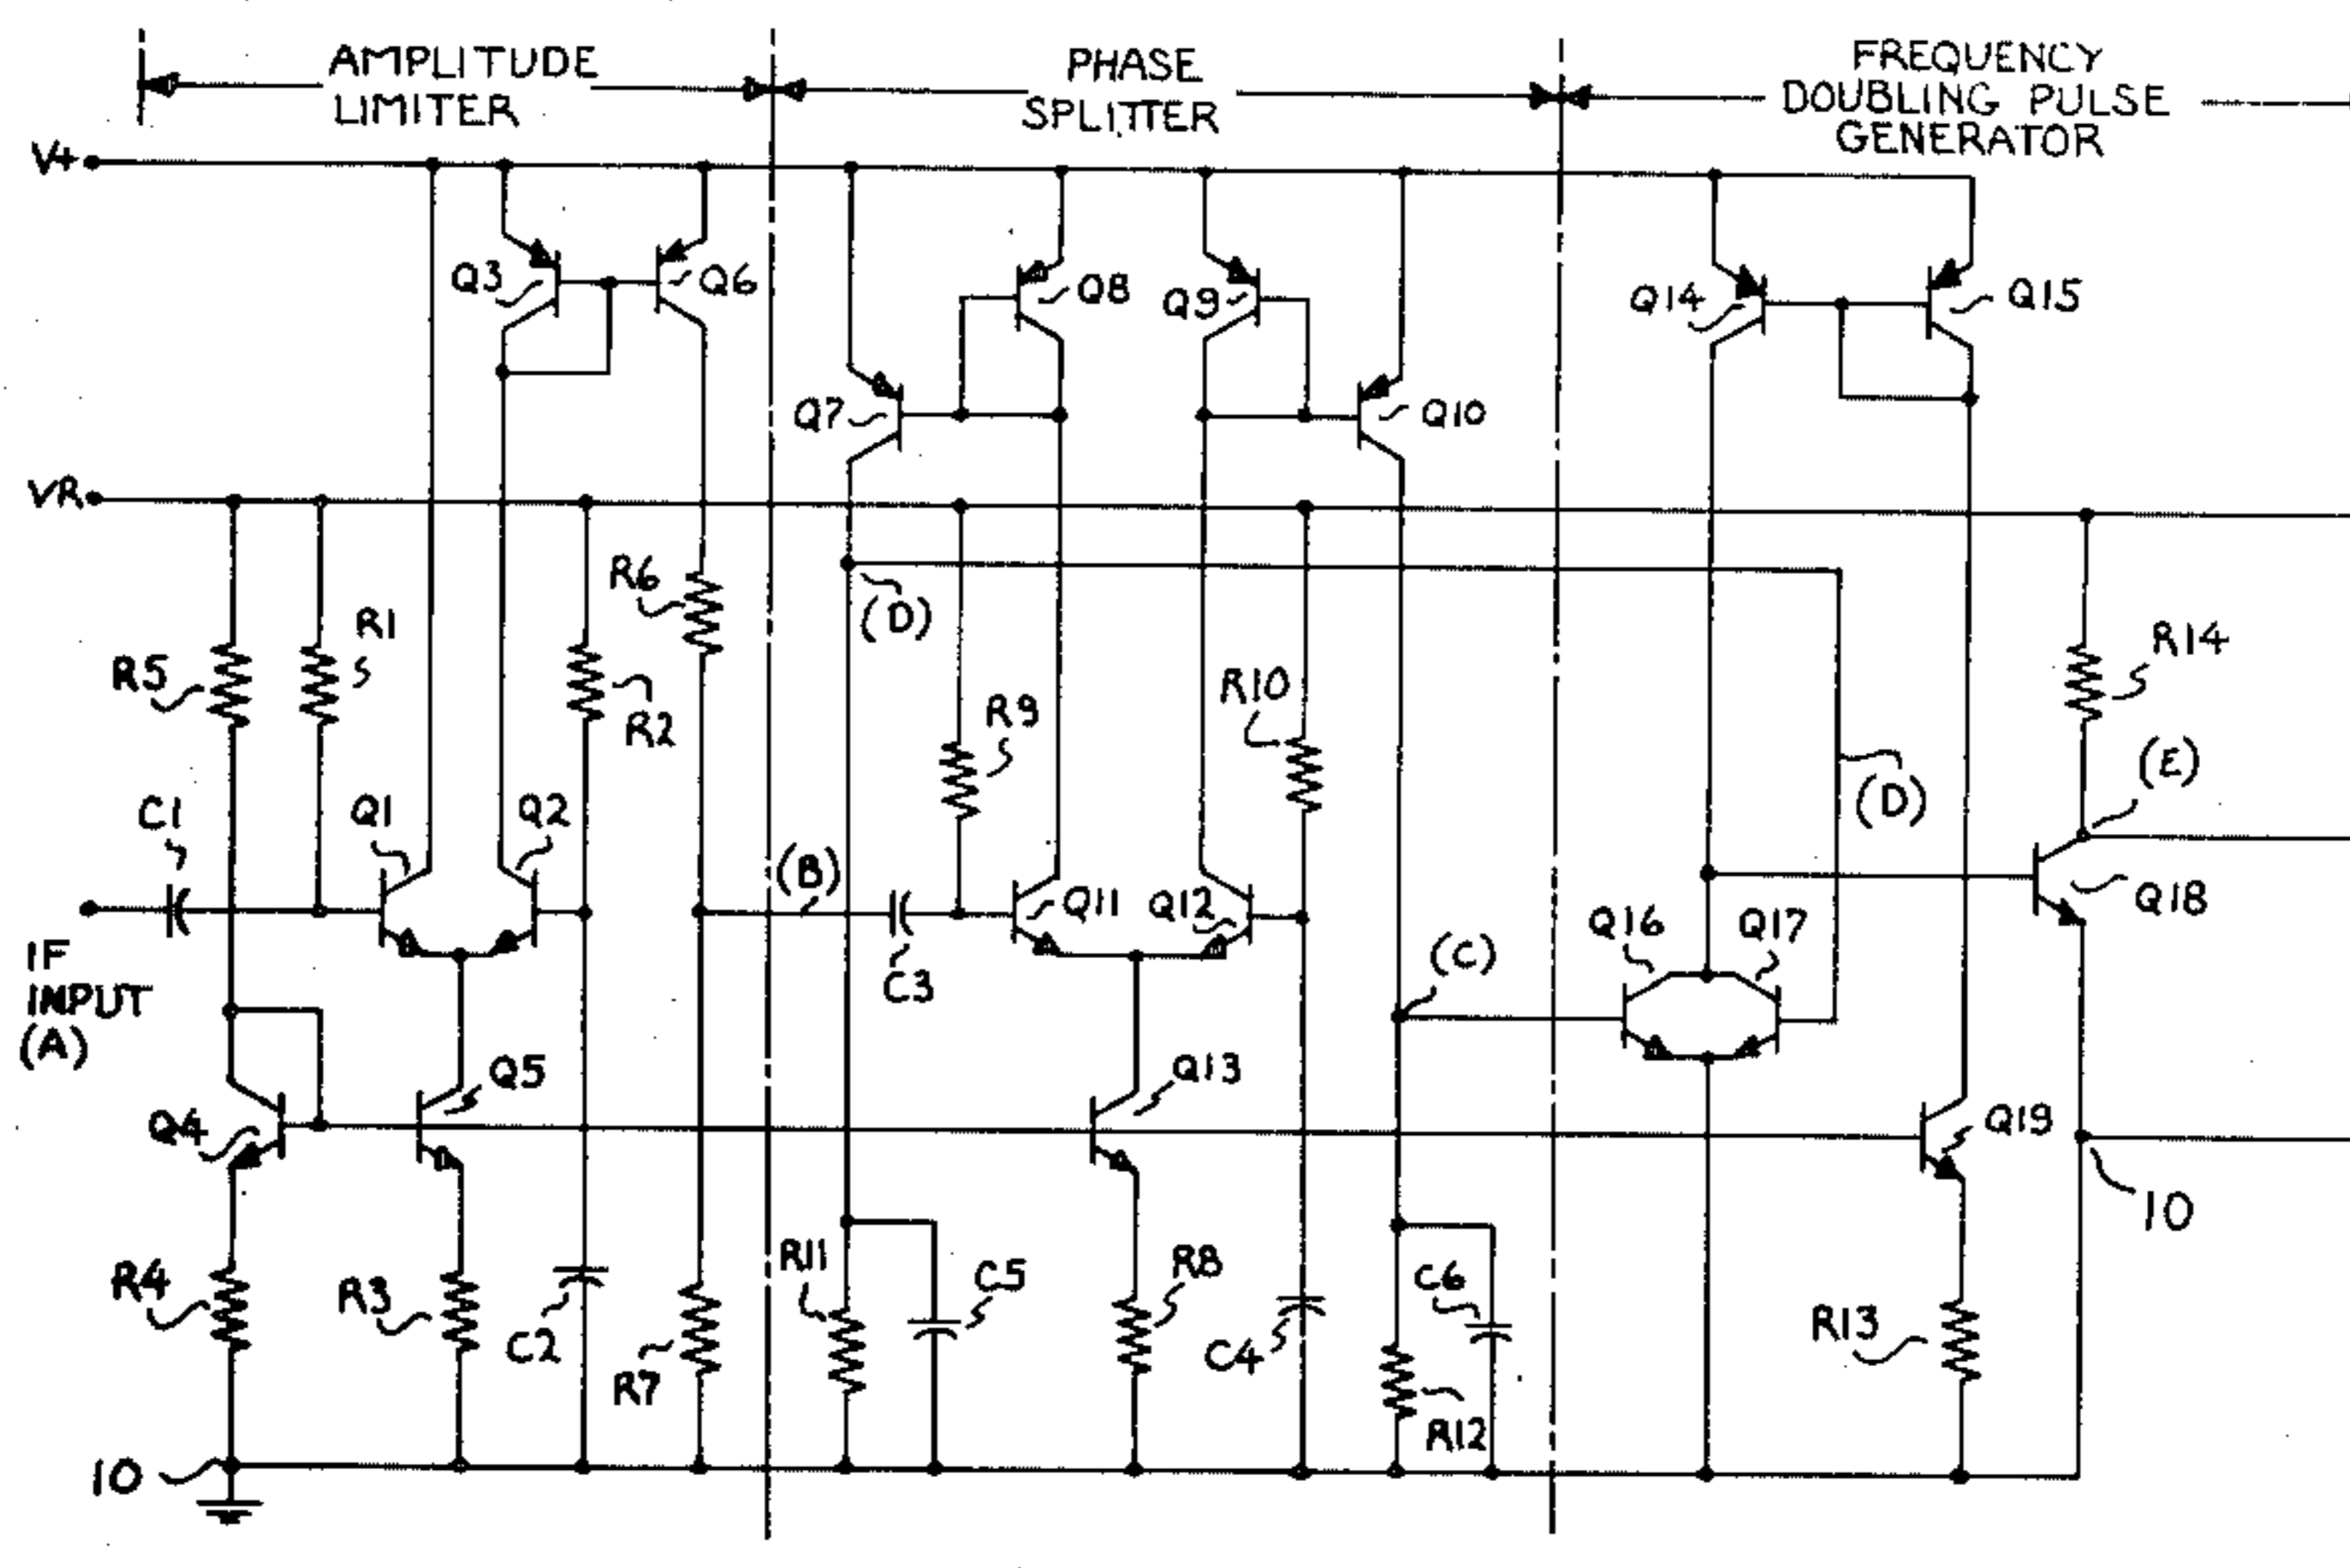 AMPLITUDE
LIMITER
PHASE
SPLITTER
FREQUENCY
DOUBLING PULSE
GENERATOR
V+
Q3
Q6
Q8
Q9
Q14
Q15
Q7
Q10
VR
R6
(D)
R1
R5
R2
R9
R10
R14
(E)
(D)
C1
Q1
Q2
(B)
Q11
Q12
Q18
Q16
Q17
IF
INPUT
(A)
C3
(C)
Q5
Q13
Q4
Q19
10
R4
R3
C2
R7
R11
C5
R8
C4
C6
R12
R13
10